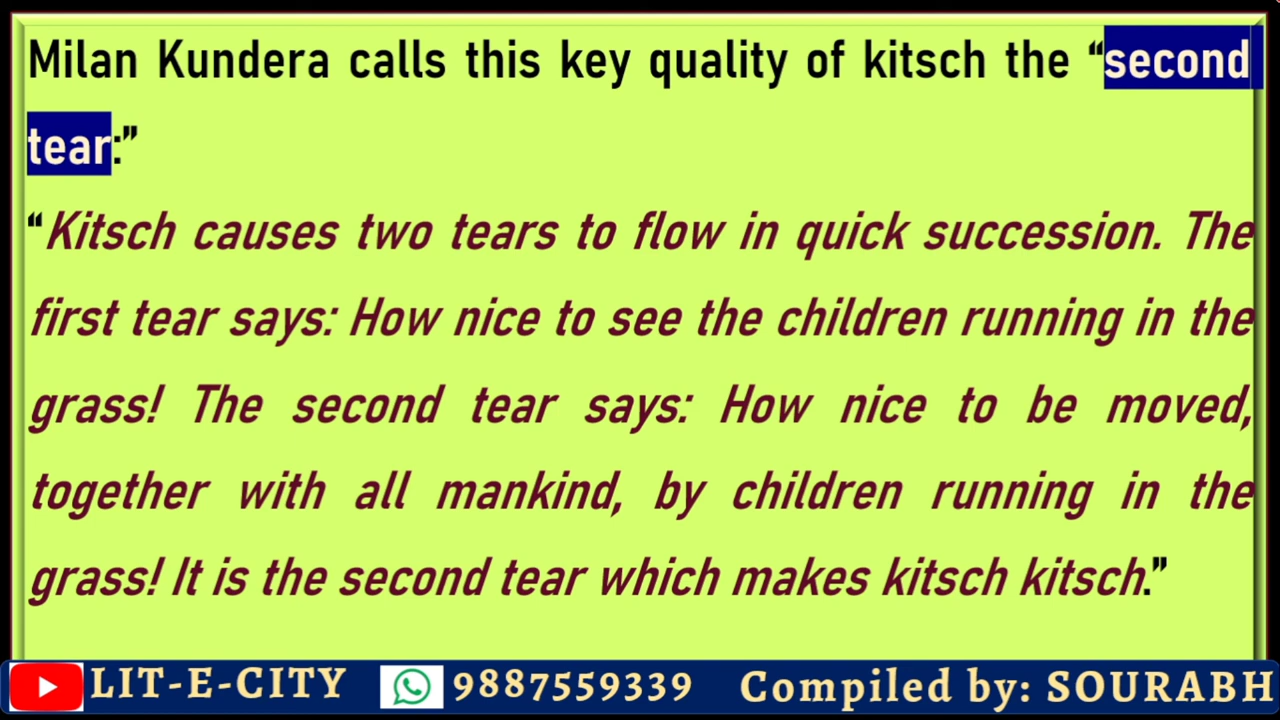 Milan Kundera calls this key quality of kitsch the “second
tear:”
“Kitsch causes two tears to flow in quick succession. The
first tear says: How nice to see the children running in the
grass! The second tear says: How nice to be moved,
together with all mankind, by children running in the
grass! It is the second tear which makes kitsch kitsch.”
LIT-E-CITY 9887559339 Compiled by: SOURABH